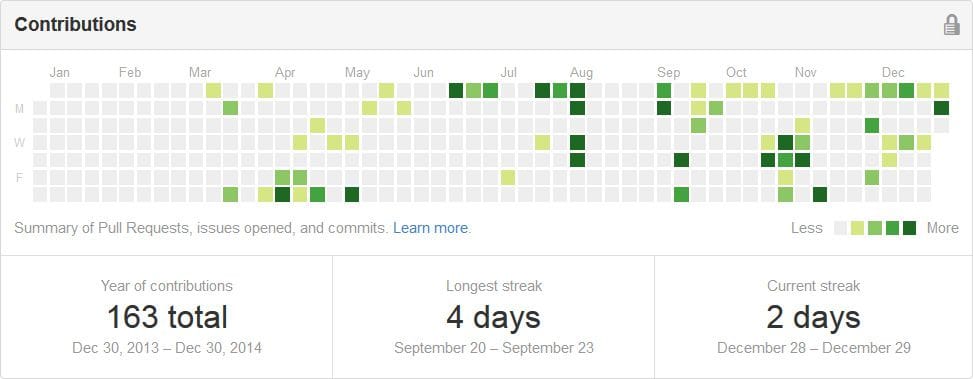 Contributions
Jan Feb Mar Apr May Jun Jul Aug Sep Oct Nov Dec
M
W
F
Summary of Pull Requests, issues opened, and commits. Learn more.
Less More
Year of contributions
163 total
Dec 30, 2013 – Dec 30, 2014
Longest streak
4 days
September 20 – September 23
Current streak
2 days
December 28 – December 29